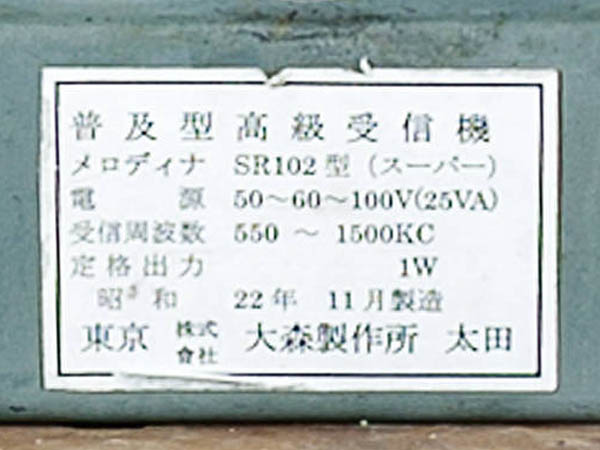 普及型高級受信機
メロディナ SR102型(スーパー)
電源 50～60～100V(25VA)
受信周波数 550 ～ 1500KC
定格出力 1W
昭和 22年 11月製造
東京 株式會社 大森製作所 太田